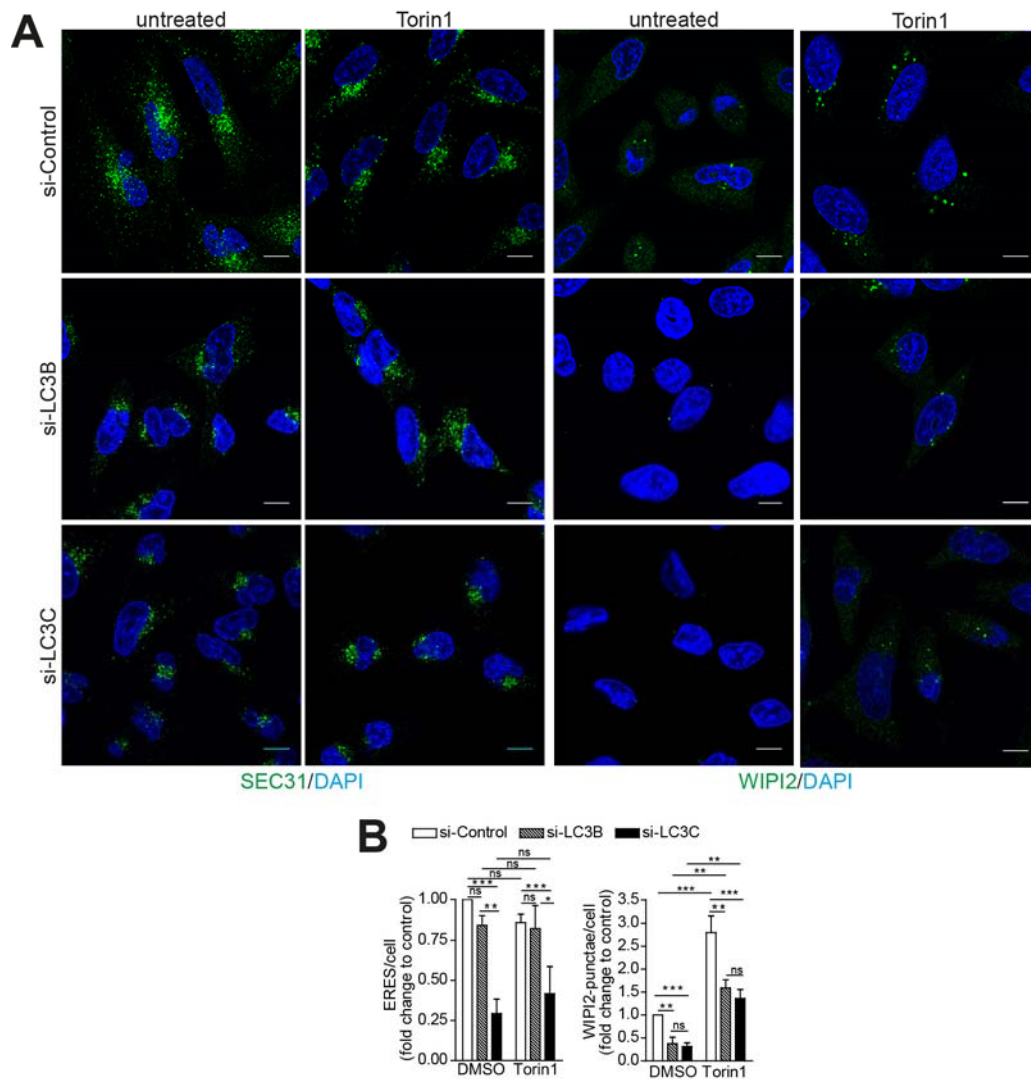 A
untreated Torin1 untreated Torin1
si-Control
si-LC3B
si-LC3C
SEC31/DAPI WIPI2/DAPI
B
si-Control si-LC3B si-LC3C
ns
ns
ns
*** ***
ns ns
** *
ERES/cell
(fold change to control)
1.00
0.75
0.50
0.25
0.00
DMSO Torin1
**
**
*** ***
**
ns
***
**
ns
WIPI2-punctae/cell
(fold change to control)
3.5
3.0
2.5
2.0
1.5
1.0
0.5
0
DMSO Torin1